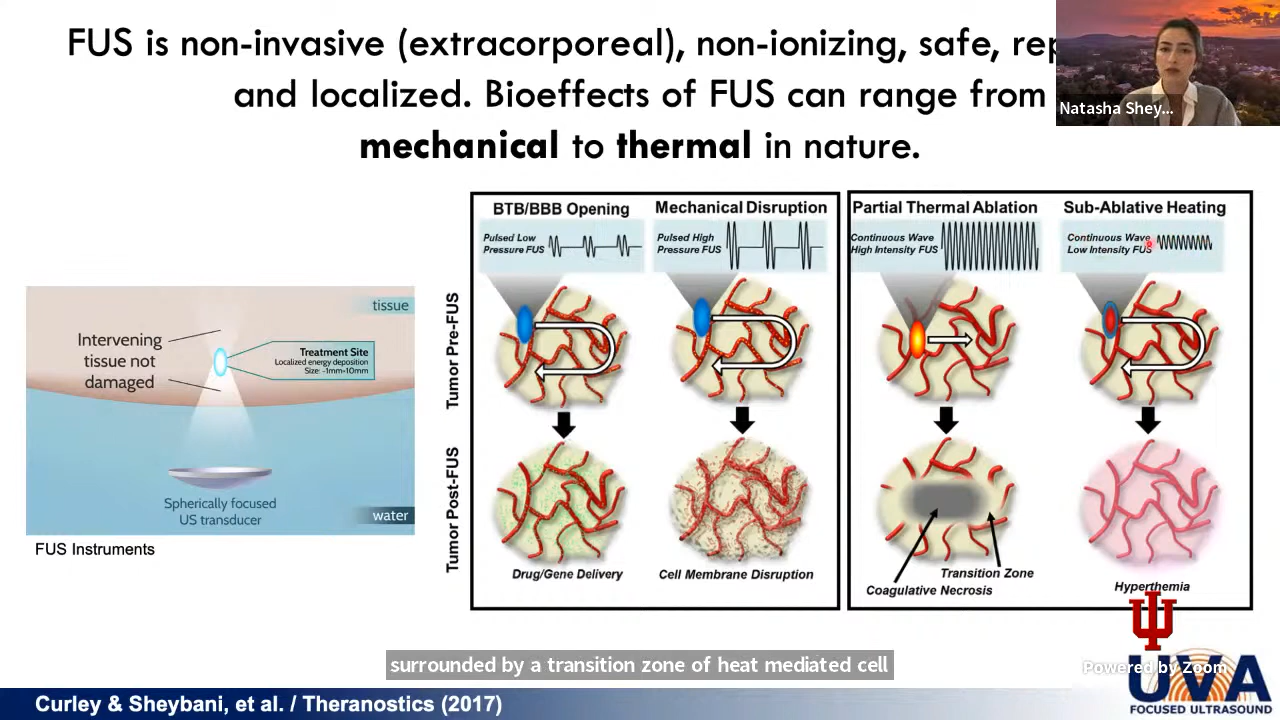 FUS is non-invasive (extracorporeal), non-ionizing, safe,
and localized. Bioeffects of FUS can range from
mechanical to thermal in nature.
Natasha Shey...
tissue
Intervening
tissue not
damaged
Treatment Site
Localized energy deposition
Size: ~1mm×10mm
Spherically focused
US transducer
water
FUS Instruments
Tumor Pre-FUS
Tumor Post-FUS
BTB/BBB Opening
Pulsed Low
Pressure FUS
Drug/Gene Delivery
Mechanical Disruption
Pulsed High
Pressure FUS
Cell Membrane Disruption
Partial Thermal Ablation
Continuous Wave
High Intensity FUS
Transition Zone
Coagulative Necrosis
Sub-Ablative Heating
Continuous Wave
Low Intensity FUS
Hyperthemia
surrounded by a transition zone of heat mediated cell
Powered by Zoom
UVA
FOCUSED ULTRASOUND
Curley & Sheybani, et al. / Theranostics (2017)